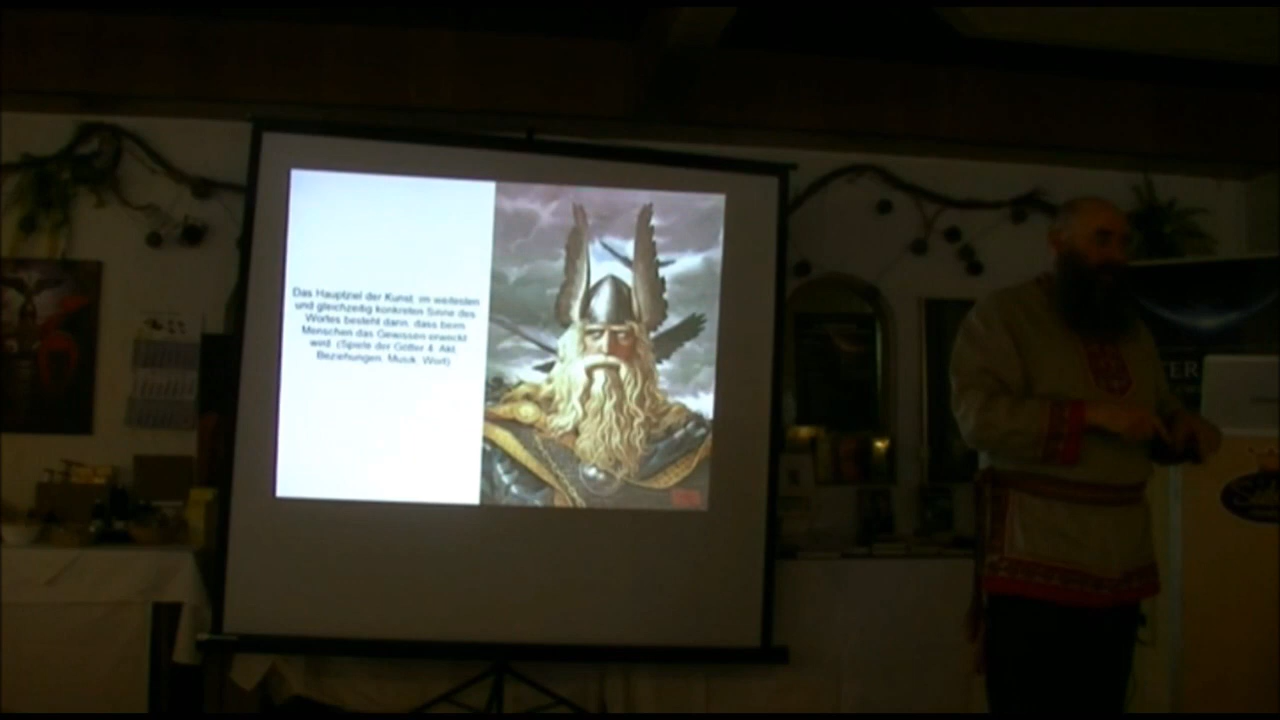 Das Hauptziel der Kunst, im weitesten
und gleichzeitig konkreten Sinne des
Wortes besteht darin, dass beim
Menschen das Gewissen erweckt
wird. (Spiele der Götter 4. Akt.
Beziehungen. Musik. Wort)
TER